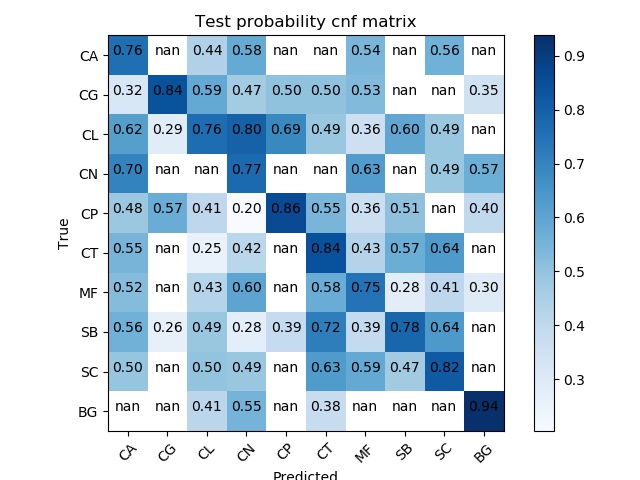 Test probability cnf matrix
CA 0.76 nan 0.44 0.58 nan nan 0.54 nan 0.56 nan
CG 0.32 0.84 0.59 0.47 0.50 0.50 0.53 nan nan 0.35
CL 0.62 0.29 0.76 0.80 0.69 0.49 0.36 0.60 0.49 nan
CN 0.70 nan nan 0.77 nan nan 0.63 nan 0.49 0.57
CP 0.48 0.57 0.41 0.20 0.86 0.55 0.36 0.51 nan 0.40
CT 0.55 nan 0.25 0.42 nan 0.84 0.43 0.57 0.64 nan
MF 0.52 nan 0.43 0.60 nan 0.58 0.75 0.28 0.41 0.30
SB 0.56 0.26 0.49 0.28 0.39 0.72 0.39 0.78 0.64 nan
SC 0.50 nan 0.50 0.49 nan 0.63 0.59 0.47 0.82 nan
BG nan nan 0.41 0.55 nan 0.38 nan nan nan 0.94
CA CG CL CN CP CT MF SB SC BG
True
Predicted
0.9
0.8
0.7
0.6
0.5
0.4
0.3